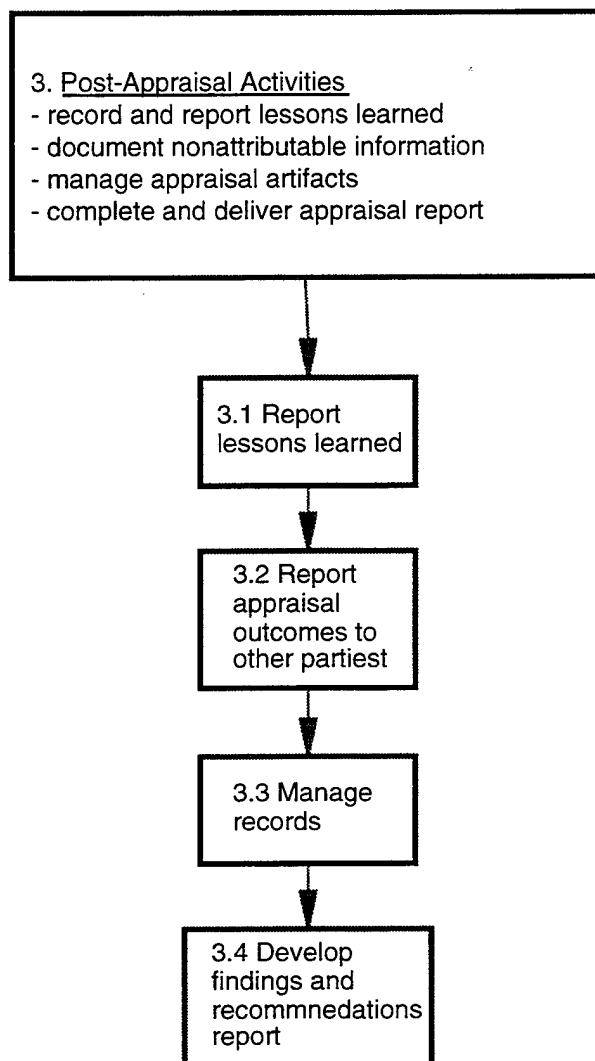 3. Post-Appraisal Activities
- record and report lessons learned
- document nonattributable information
- manage appraisal artifacts
- complete and deliver appraisal report
3.1 Report
lessons learned
3.2 Report
appraisal
outcomes to
other partiest
3.3 Manage
records
3.4 Develop
findings and
recommnedations
report